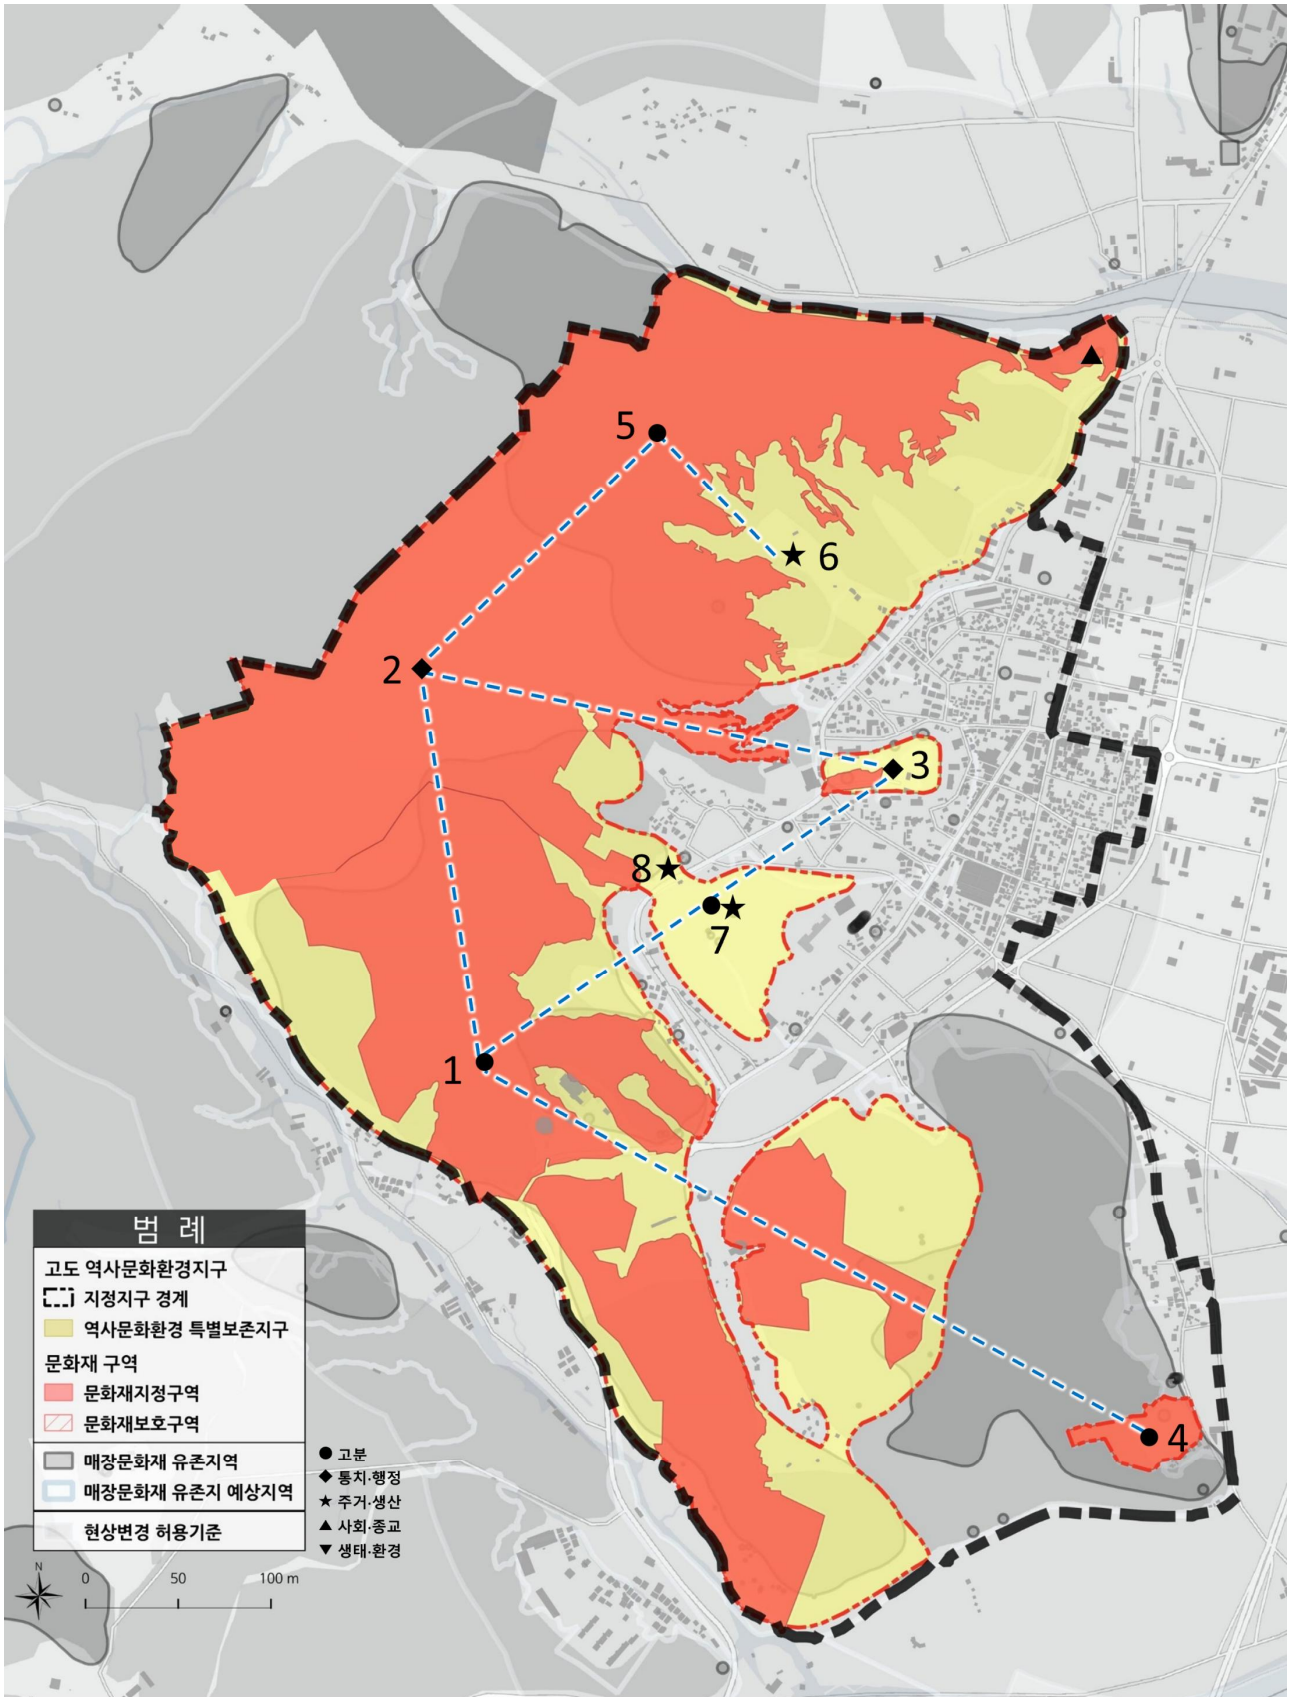 5
6
2
3
8
7
1
4
범 례
고도 역사문화환경지구
지정지구 경계
역사문화환경 특별보존지구
문화재 구역
문화재지정구역
문화재보호구역
매장문화재 유존지역
매장문화재 유존지 예상지역
현상변경 허용기준
고분
통치·행정
주거·생산
사회·종교
생태·환경
N
0 50 100 m